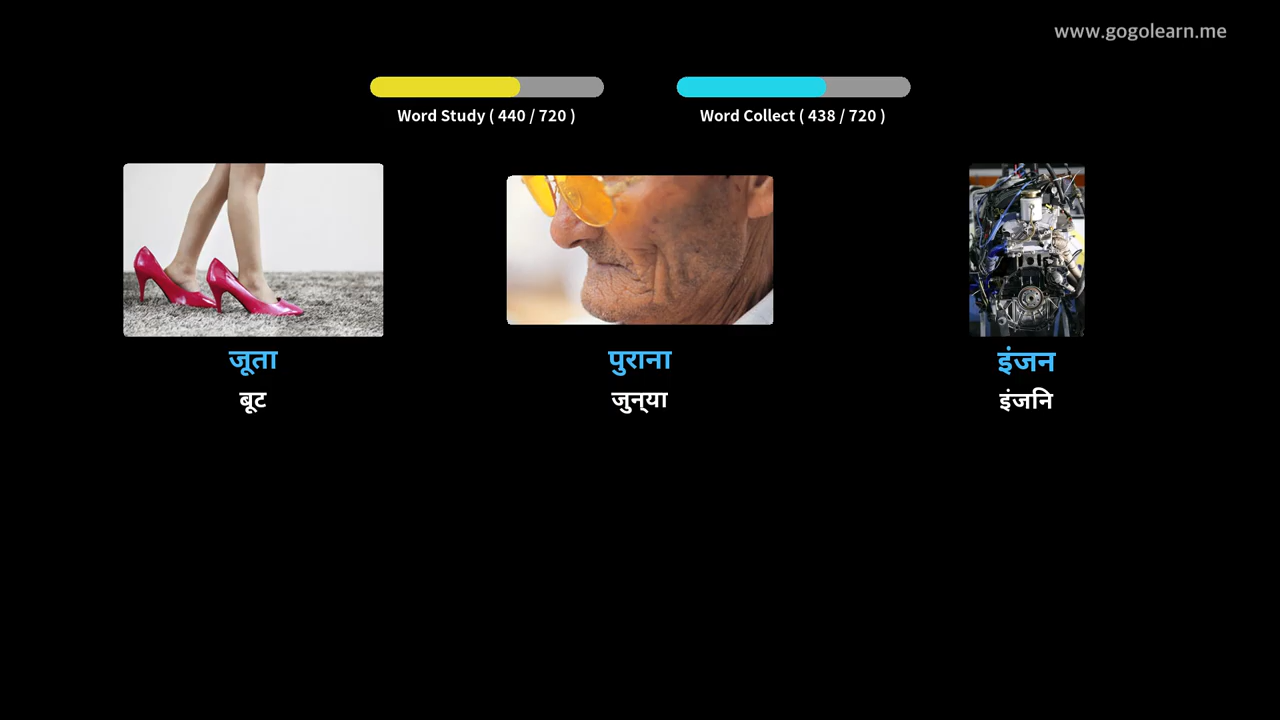 www.gogolearn.me
Word Study ( 440 / 720 )
Word Collect ( 438 / 720 )
जूता
बूट
पुराना
जुन्या
इंजन
इंजनि